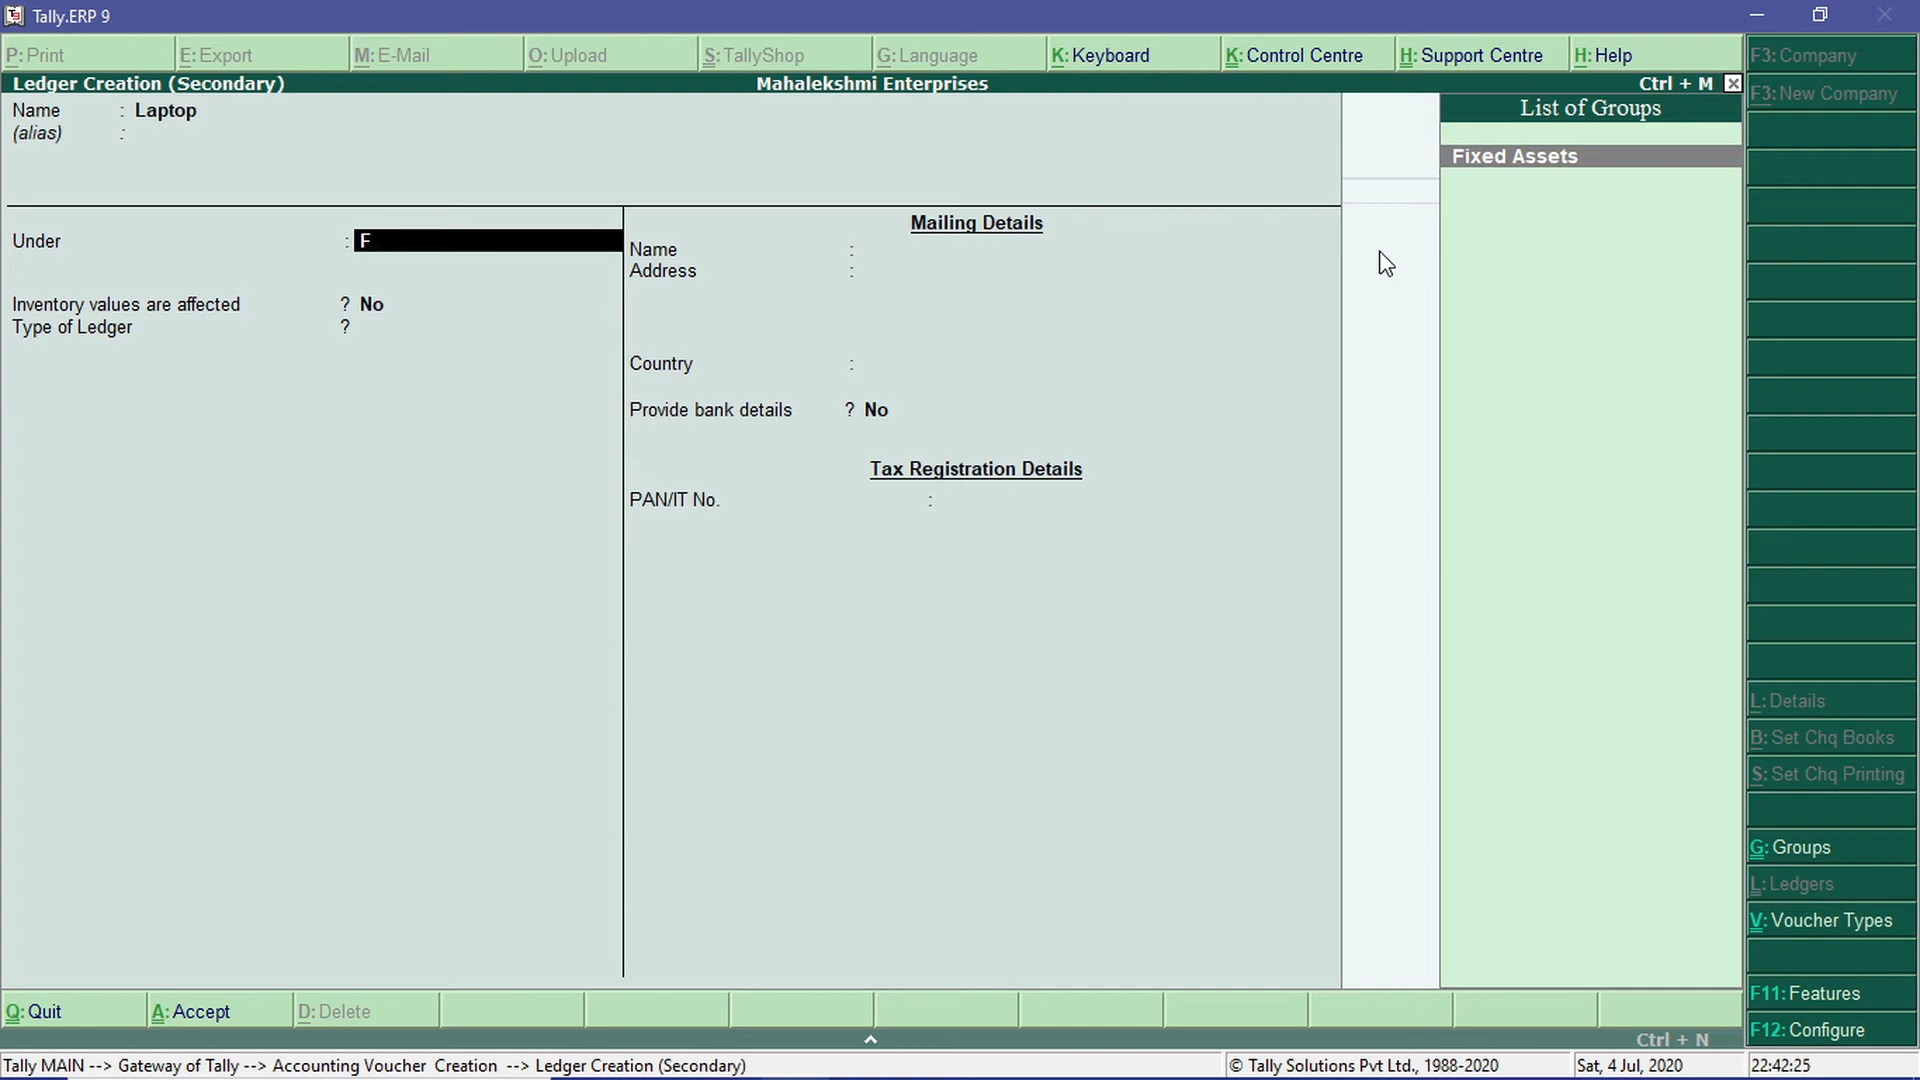 Tally.ERP 9
P: Print
E: Export
M: E-Mail
O: Upload
S: TallyShop
G: Language
K: Keyboard
K: Control Centre
H: Support Centre
H: Help
F3: Company
Ledger Creation (Secondary)
Mahalekshmi Enterprises
Ctrl + M
F3: New Company
Name : Laptop
(alias) :
List of Groups
Fixed Assets
Under : F
Inventory values are affected ? No
Type of Ledger ?
Mailing Details
Name :
Address :
Country :
Provide bank details ? No
Tax Registration Details
PAN/IT No. :
L: Details
B: Set Chq Books
S: Set Chq Printing
G: Groups
L: Ledgers
V: Voucher Types
F11: Features
F12: Configure
Q: Quit
A: Accept
D: Delete
Ctrl + N
Tally MAIN --> Gateway of Tally --> Accounting Voucher Creation --> Ledger Creation (Secondary)
© Tally Solutions Pvt Ltd., 1988-2020
Sat, 4 Jul, 2020
22:42:25